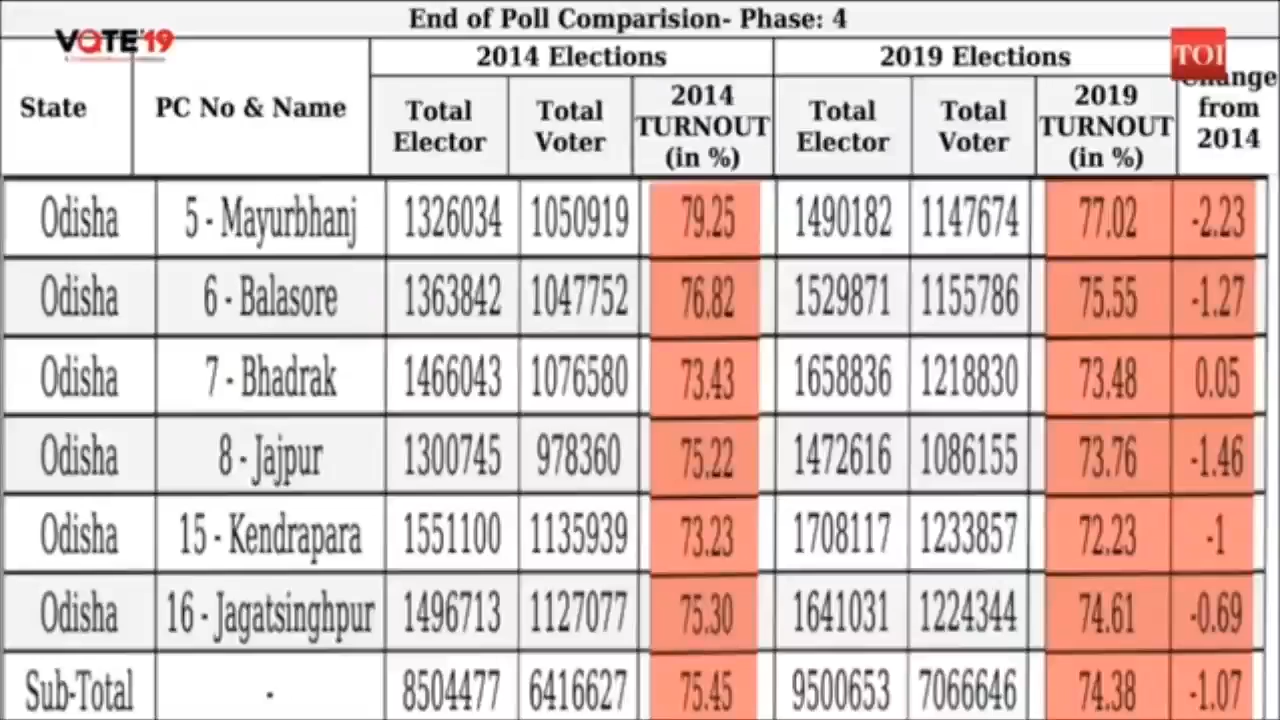 End of Poll Comparision- Phase: 4
VOTE'19
TOI
2014 Elections 2019 Elections
State PC No & Name Total Elector Total Voter 2014 TURNOUT (in %) Total Elector Total Voter 2019 TURNOUT (in %) Change from 2014
Odisha 5 - Mayurbhanj 1326034 1050919 79.25 1490182 1147674 77.02 -2.23
Odisha 6 - Balasore 1363842 1047752 76.82 1529871 1155786 75.55 -1.27
Odisha 7 - Bhadrak 1466043 1076580 73.43 1658836 1218830 73.48 0.05
Odisha 8 - Jajpur 1300745 978360 75.22 1472616 1086155 73.76 -1.46
Odisha 15 - Kendrapara 1551100 1135939 73.23 1708117 1233857 72.23 -1
Odisha 16 - Jagatsinghpur 1496713 1127077 75.30 1641031 1224344 74.61 -0.69
Sub-Total - 8504477 6416627 75.45 9500653 7066646 74.38 -1.07